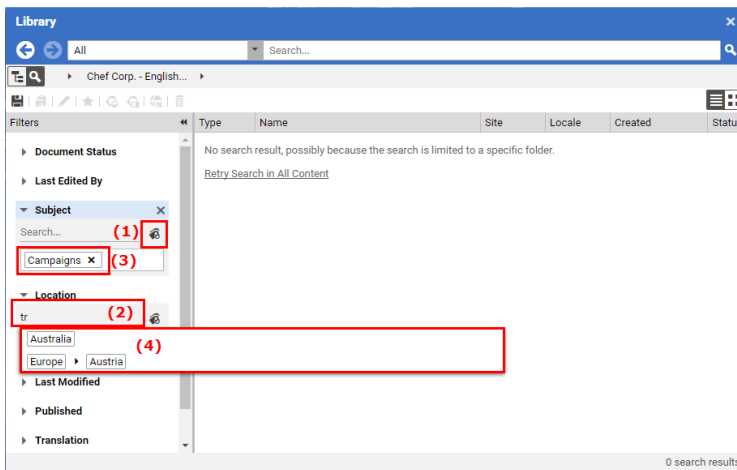 Library
All
Search...
Chef Corp. - English...
Filters
Type Name Site Locale Created Statu
No search result, possibly because the search is limited to a specific folder.
Retry Search in All Content
Document Status
Last Edited By
Subject
Search... (1)
Campaigns (3)
Location
tr (2)
Australia
(4)
Europe Austria
Last Modified
Published
Translation
0 search results